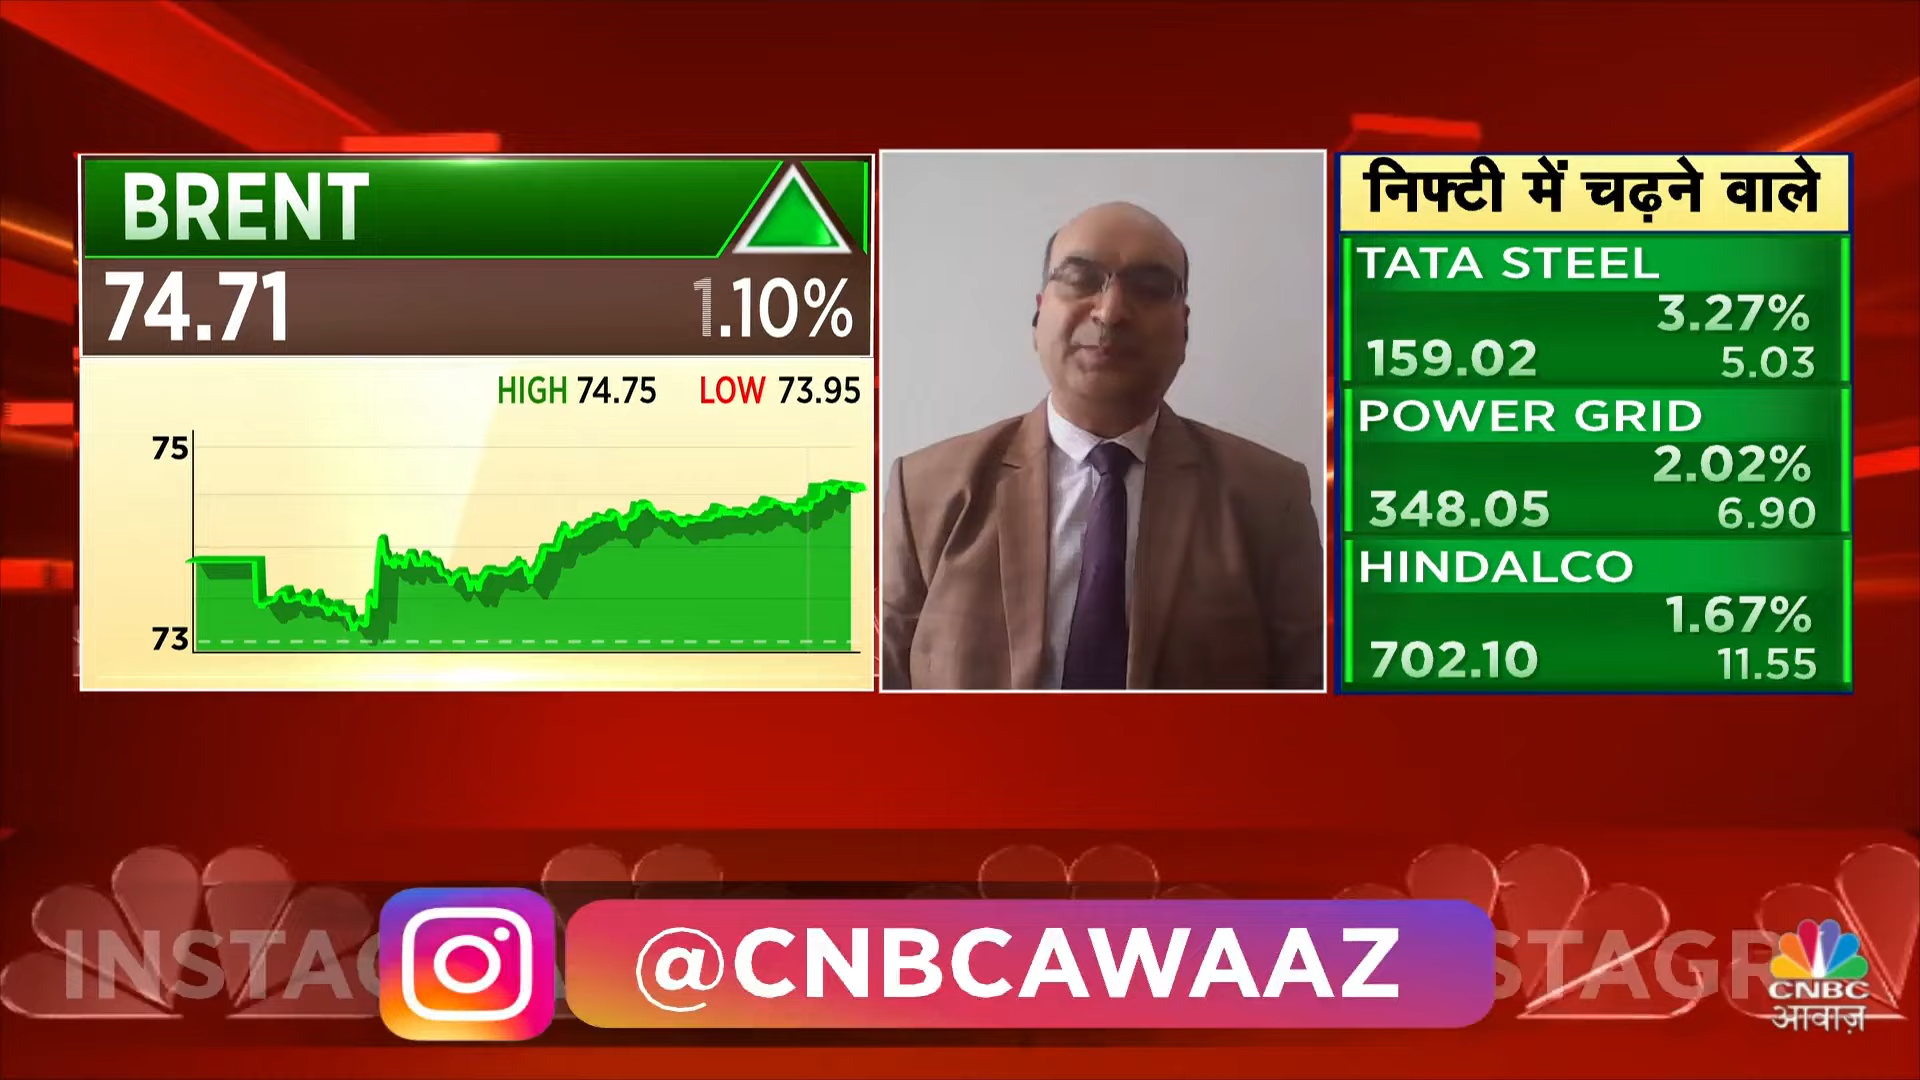 BRENT
74.71
1.10%
HIGH 74.75 LOW 73.95
75
73
निफ्टी में चढ़ने वाले
TATA STEEL
3.27%
159.02 5.03
POWER GRID
2.02%
348.05 6.90
HINDALCO
1.67%
702.10 11.55
@CNBCAWAAZ
CNBC
आवाज़